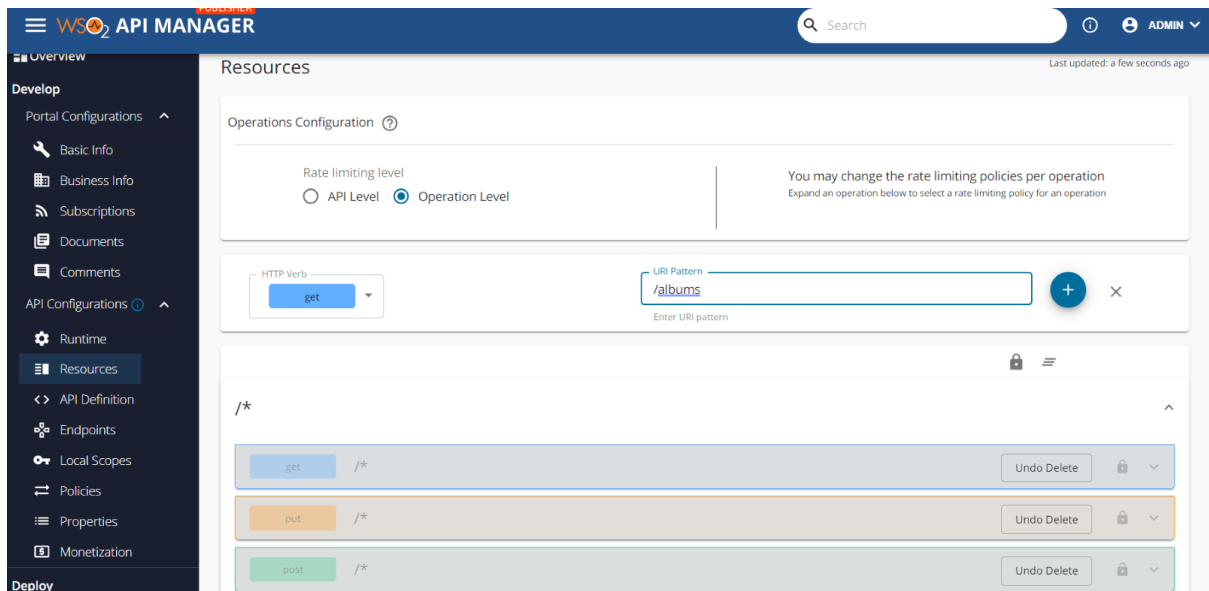 PUBLISHER
WSO2 API MANAGER
Search
ADMIN
Overview
Develop
Portal Configurations
Basic Info
Business Info
Subscriptions
Documents
Comments
API Configurations
Runtime
Resources
API Definition
Endpoints
Local Scopes
Policies
Properties
Monetization
Deploy
Resources
Last updated: a few seconds ago
Operations Configuration
Rate limiting level
API Level
Operation Level
You may change the rate limiting policies per operation
Expand an operation below to select a rate limiting policy for an operation
HTTP Verb
get
URI Pattern
/albums
Enter URI pattern
/*
get /* Undo Delete
put /* Undo Delete
post /* Undo Delete